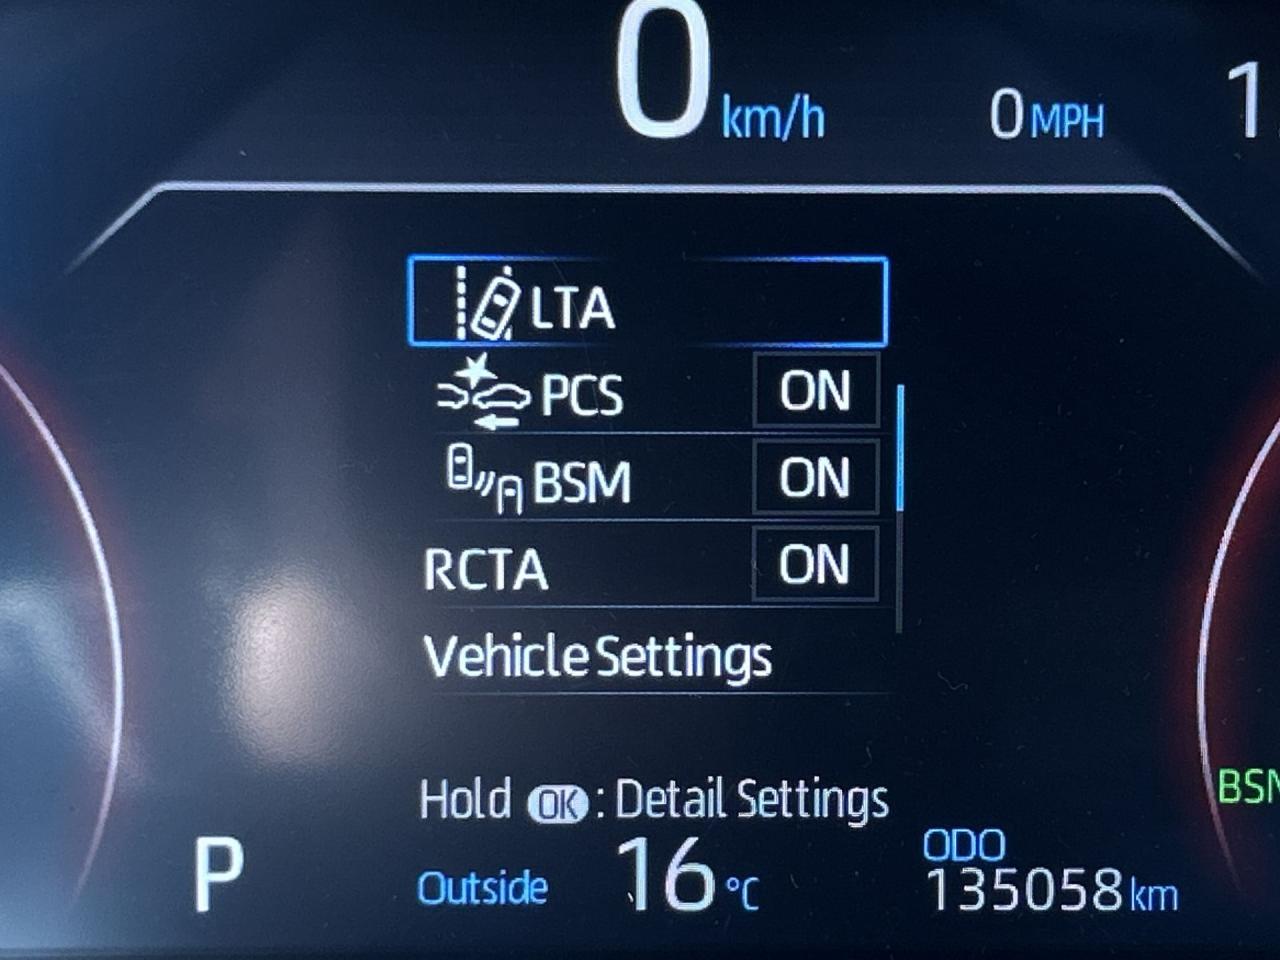 0 km/h 0 MPH 1
LTA
PCS ON
BSM ON
RCTA ON
Vehicle Settings
Hold OK : Detail Settings
P Outside 16 °C ODO 135058 km